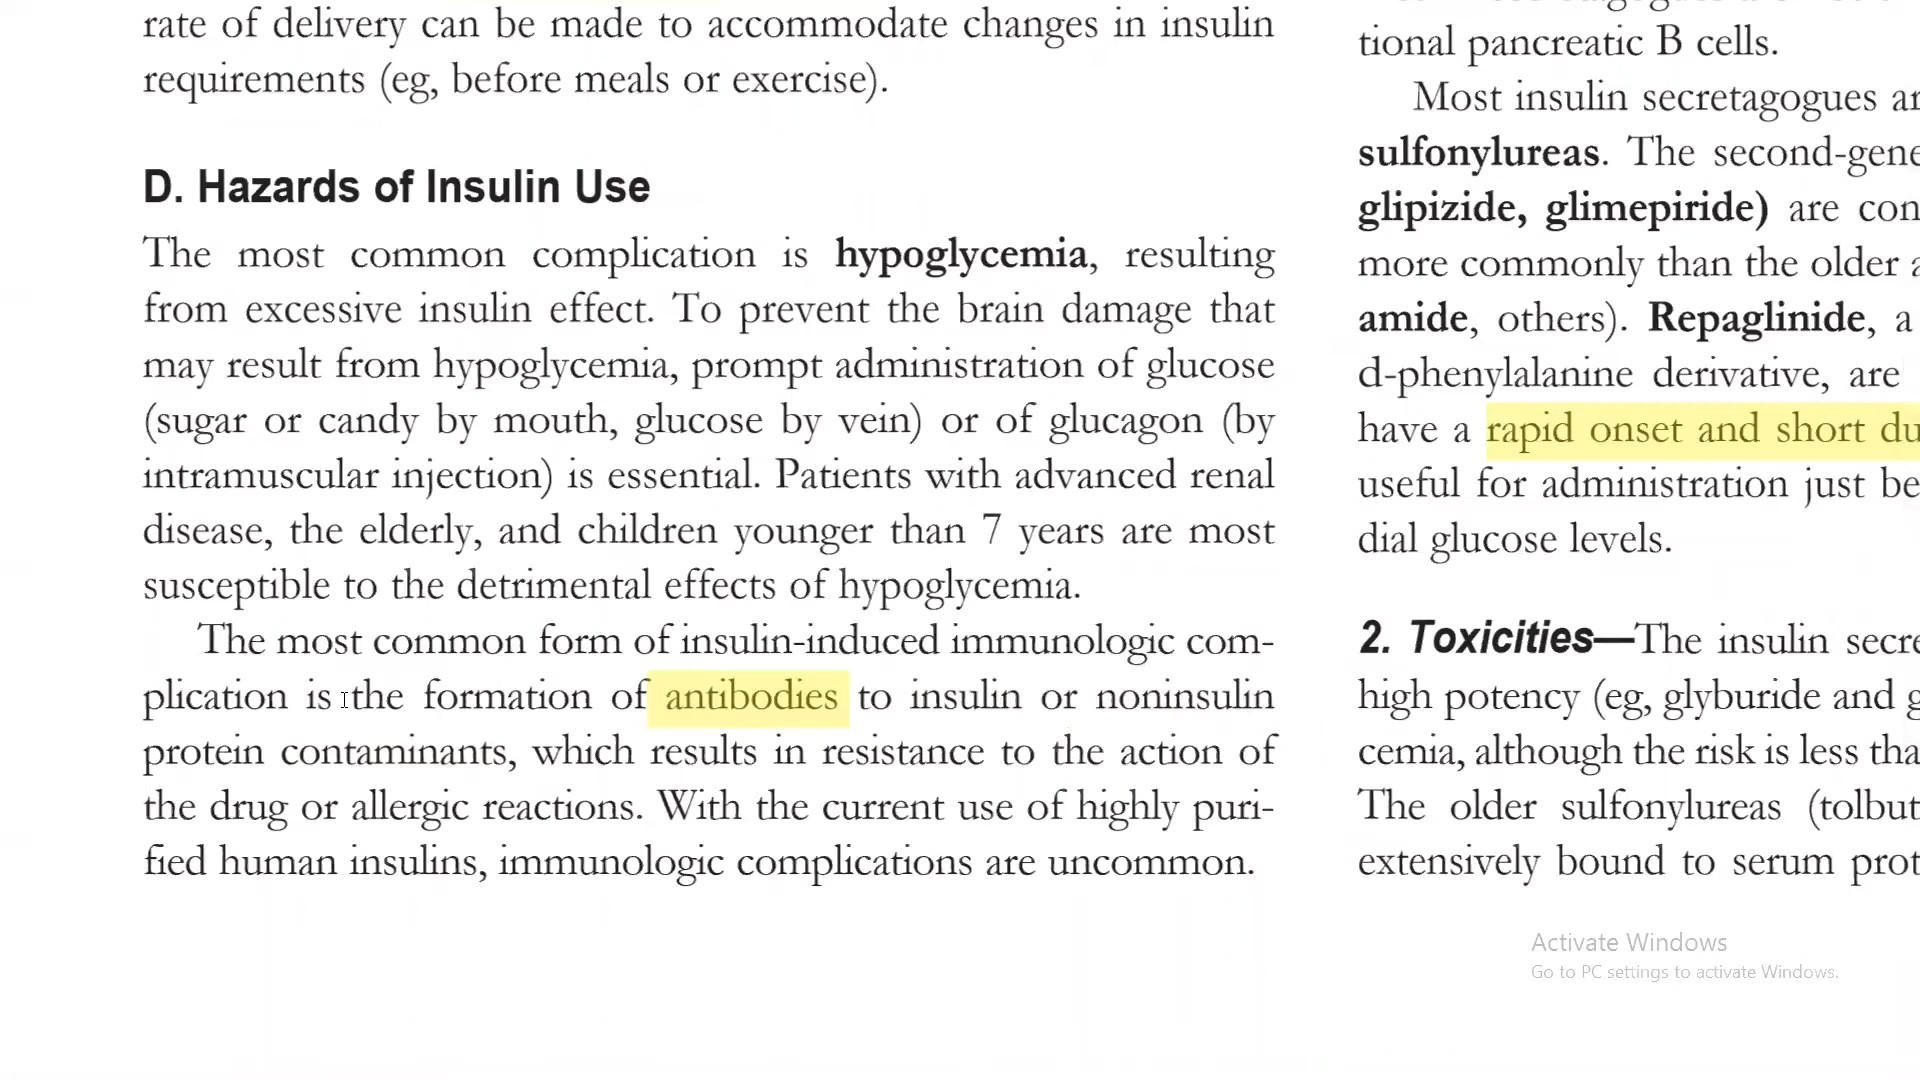 rate of delivery can be made to accommodate changes in insulin
requirements (eg, before meals or exercise).
D. Hazards of Insulin Use
The most common complication is hypoglycemia, resulting
from excessive insulin effect. To prevent the brain damage that
may result from hypoglycemia, prompt administration of glucose
(sugar or candy by mouth, glucose by vein) or of glucagon (by
intramuscular injection) is essential. Patients with advanced renal
disease, the elderly, and children younger than 7 years are most
susceptible to the detrimental effects of hypoglycemia.
The most common form of insulin-induced immunologic com-
plication is the formation of antibodies to insulin or noninsulin
protein contaminants, which results in resistance to the action of
the drug or allergic reactions. With the current use of highly puri-
fied human insulins, immunologic complications are uncommon.
tional pancreatic B cells.
Most insulin secretagogues
sulfonylureas. The
glipizide, glimepiride) are
more commonly than the older
amide, others). Repaglinide, a
d-phenylalanine derivative, are
have a rapid onset and short
useful for administration just
dial glucose levels.
2. Toxicities—The insulin
high potency (eg, glyburide and
cemia, although the risk is less
The older sulfonylureas
extensively bound to serum
Activate Windows
Go to PC settings to activate Windows.